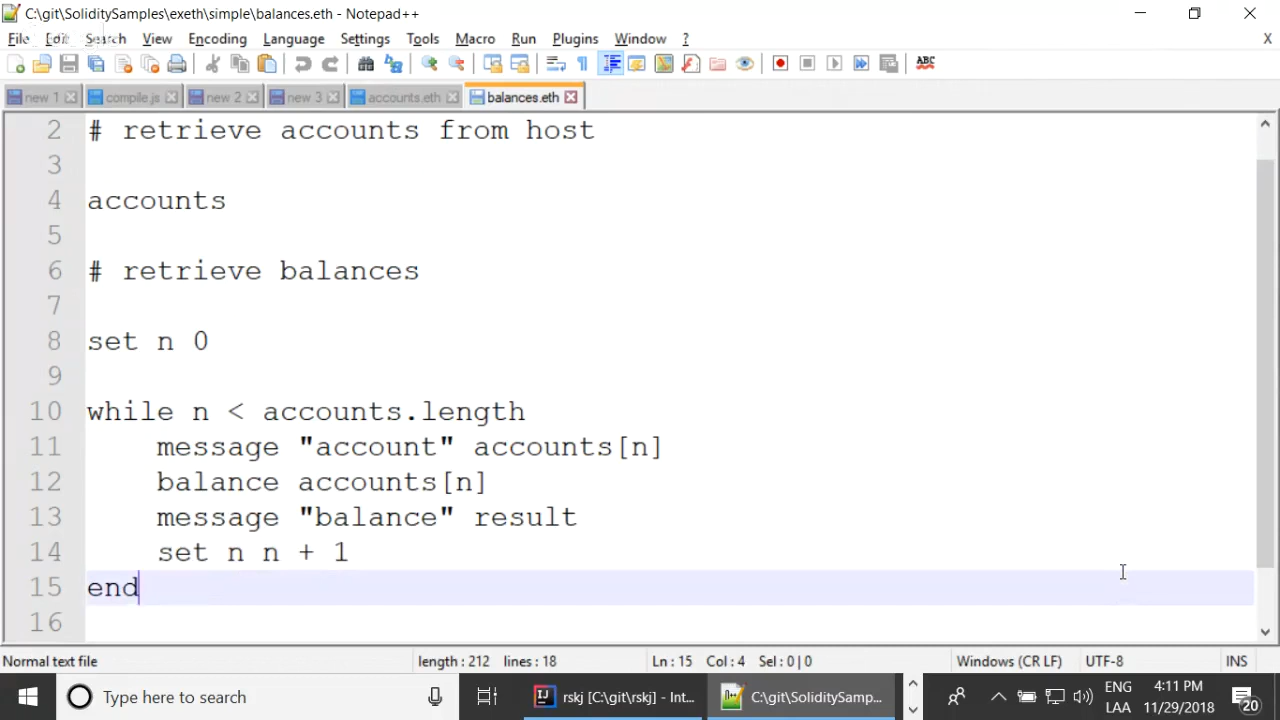 C:\git\SoliditySamples\exeth\simple\balances.eth - Notepad++
File Edit Search View Encoding Language Settings Tools Macro Run Plugins Window ? X
ABC
new 1 compile.js new 2 new 3 accounts.eth balances.eth
2 # retrieve accounts from host
3
4 accounts
5
6 # retrieve balances
7
8 set n 0
9
10 while n < accounts.length
11 message "account" accounts[n]
12 balance accounts[n]
13 message "balance" result
14 set n n + 1
15 end
16
Normal text file length : 212 lines : 18 Ln : 15 Col : 4 Sel : 0 | 0 Windows (CR LF) UTF-8 INS
Type here to search rskj [C:\git\rskj] - Int... C:\git\SoliditySamp... ENG 4:11 PM
LAA 11/29/2018 20